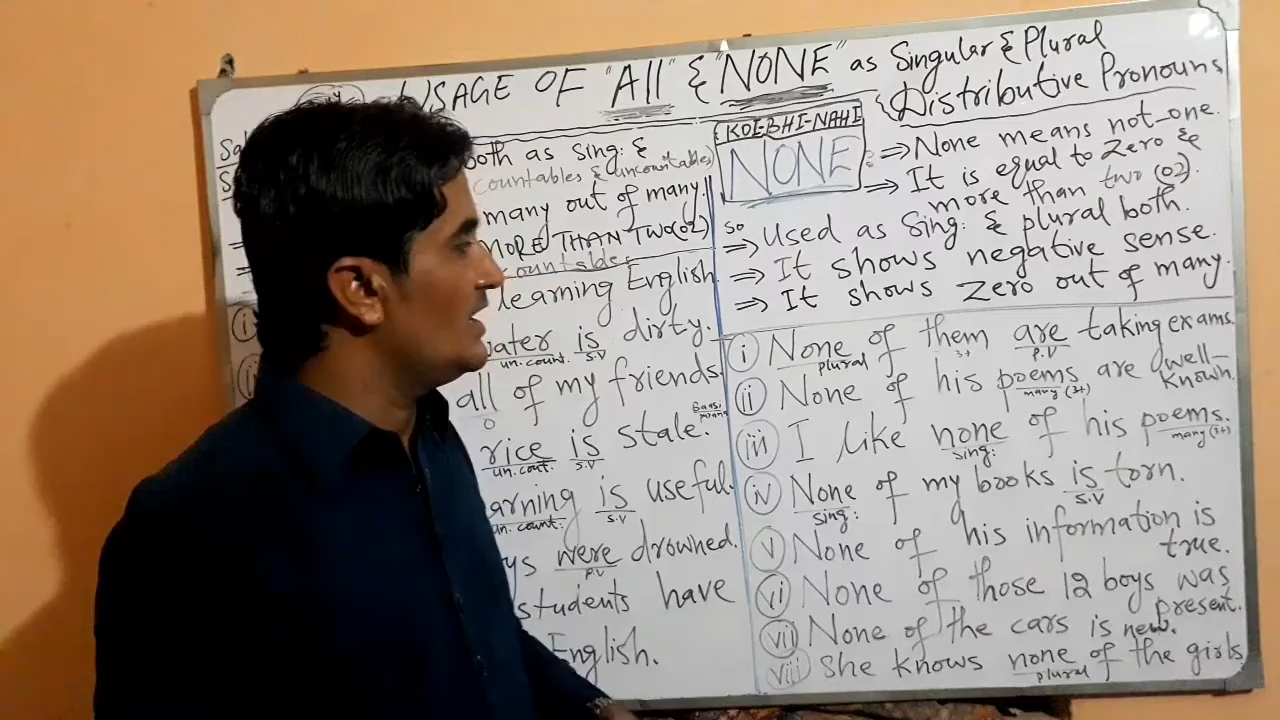 USAGE OF "All" & "NONE" as Singular & Plural
Distributive Pronouns
both as Sing: &
countables & uncountables
many out of many
MORE THAN TWO (02)
countables
learning English.
water is dirty.
un.count. S.V
all of my friends.
rice is stale.
un.count. S.V
arning is useful.
un.count: S.V
ys were drowned.
P.V
students have
English.
KOI-BHI-NAHI
NONE
⇒ None means not-one.
⇒ It is equal to Zero &
more than two (02).
So
⇒ Used as Sing: & plural both.
⇒ It shows negative sense.
⇒ It shows Zero out of many.
(i) None of them are taking exams.
plural 3+ P.V
(ii) None of his poems are well-
known.
many (3+)
(iii) I like none of his poems.
sing: many (3+)
(iv) None of my books is torn.
sing: S.V
(v) None of his information is
true.
(vi) None of those 12 boys was
present.
(vii) None of the cars is new.
(viii) She knows none of the girls
plural